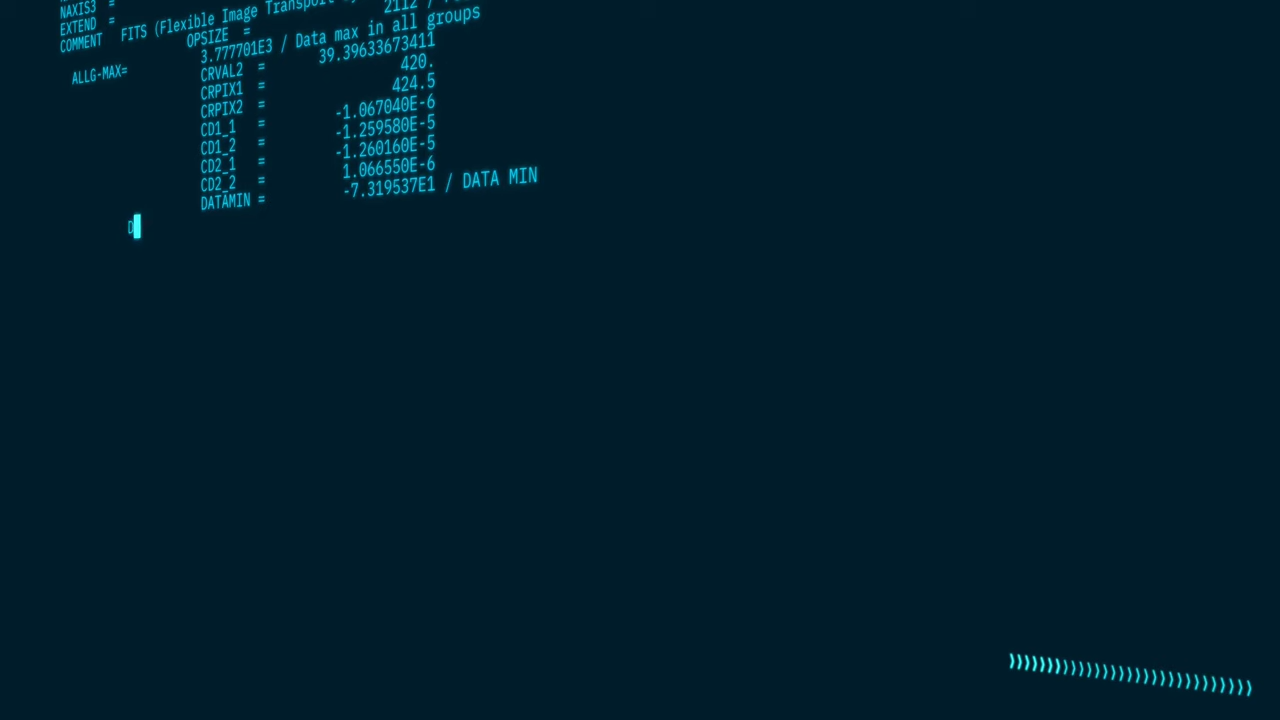 NAXIS3 =
EXTEND =
COMMENT FITS (Flexible Image Transport
OPSIZE = 2112 /
ALLG-MAX= 3.777701E3 / Data max in all groups
CRVAL2 = 39.39633673411
CRPIX1 = 420.
CRPIX2 = 424.5
CD1_1 = -1.067040E-6
CD1_2 = -1.259580E-5
CD2_1 = -1.260160E-5
CD2_2 = 1.066550E-6
DATAMIN = -7.319537E1 / DATA MIN
D
))))))))))))))))))))))))))))))